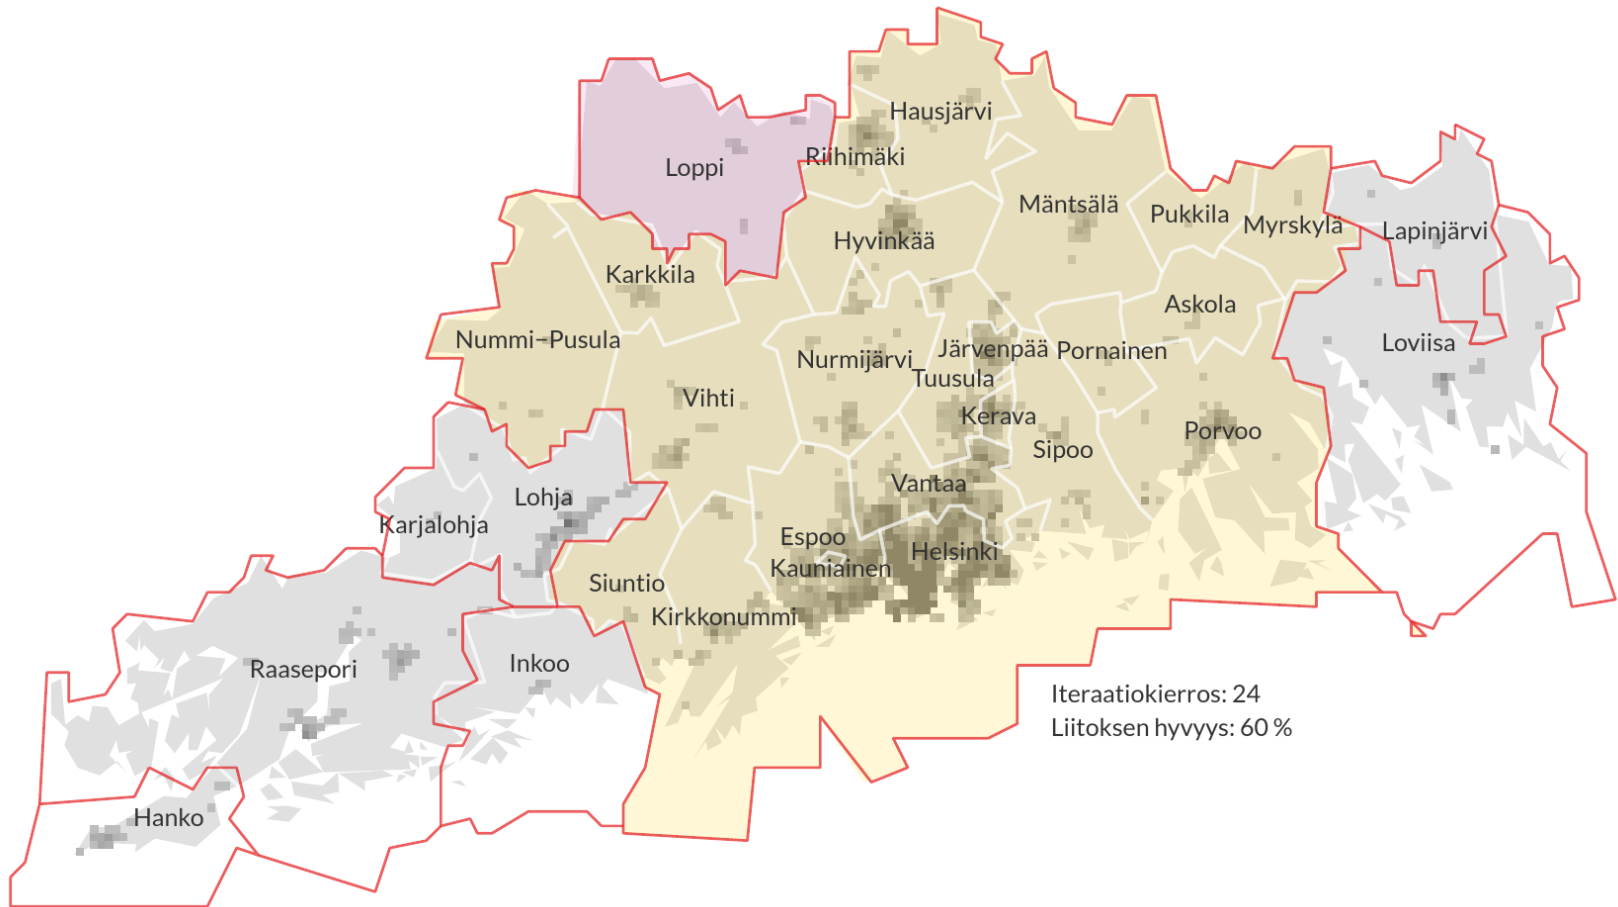 Hausjärvi
Riihimäki
Loppi
Mäntsälä
Pukkila
Myrskylä
Lapinjärvi
Hyvinkää
Karkkila
Askola
Nummi-Pusula
Loviisa
Nurmijärvi
Järvenpää
Pornainen
Tuusula
Vihti
Kerava
Porvoo
Sipoo
Vantaa
Lohja
Karjalohja
Espoo
Helsinki
Kauniainen
Siuntio
Kirkkonummi
Raasepori
Inkoo
Iteraatiokierros: 24
Liitoksen hyvyys: 60 %
Hanko